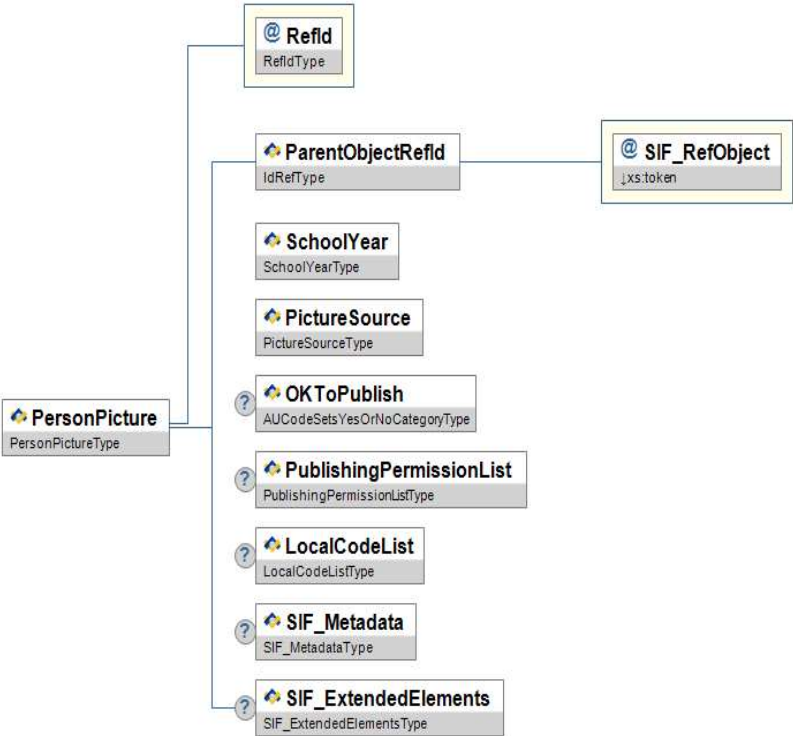 @ RefId
RefIdType
ParentObjectRefId
IdRefType
@ SIF_RefObject
↓xs:token
SchoolYear
SchoolYearType
PictureSource
PictureSourceType
? OKToPublish
AUCodeSetsYesOrNoCategoryType
PersonPicture
PersonPictureType
? PublishingPermissionList
PublishingPermissionListType
? LocalCodeList
LocalCodeListType
? SIF_Metadata
SIF_MetadataType
? SIF_ExtendedElements
SIF_ExtendedElementsType